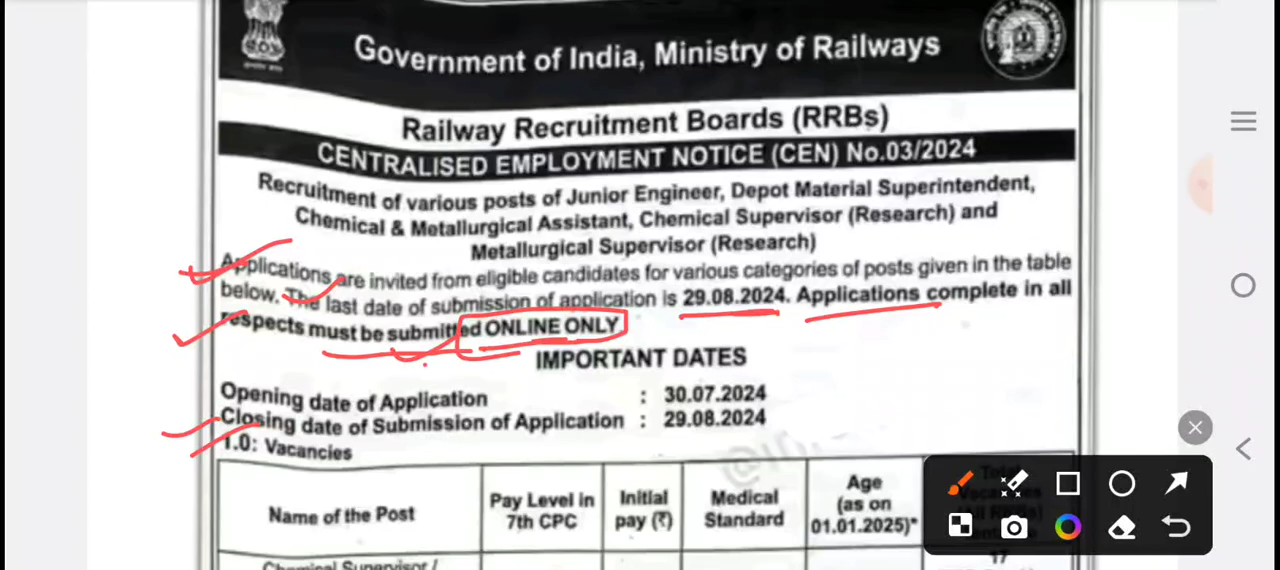 Government of India, Ministry of Railways
Railway Recruitment Boards (RRBs)
CENTRALISED EMPLOYMENT NOTICE (CEN) No.03/2024
Recruitment of various posts of Junior Engineer, Depot Material Superintendent,
Chemical & Metallurgical Assistant, Chemical Supervisor (Research) and
Metallurgical Supervisor (Research)
Applications are invited from eligible candidates for various categories of posts given in the table
below. The last date of submission of application is 29.08.2024. Applications complete in all
respects must be submitted ONLINE ONLY
IMPORTANT DATES
Opening date of Application : 30.07.2024
Closing date of Submission of Application : 29.08.2024
1.0: Vacancies
Name of the Post Pay Level in 7th CPC Initial pay (₹) Medical Standard Age (as on 01.01.2025)*
Chemical Supervisor / 17